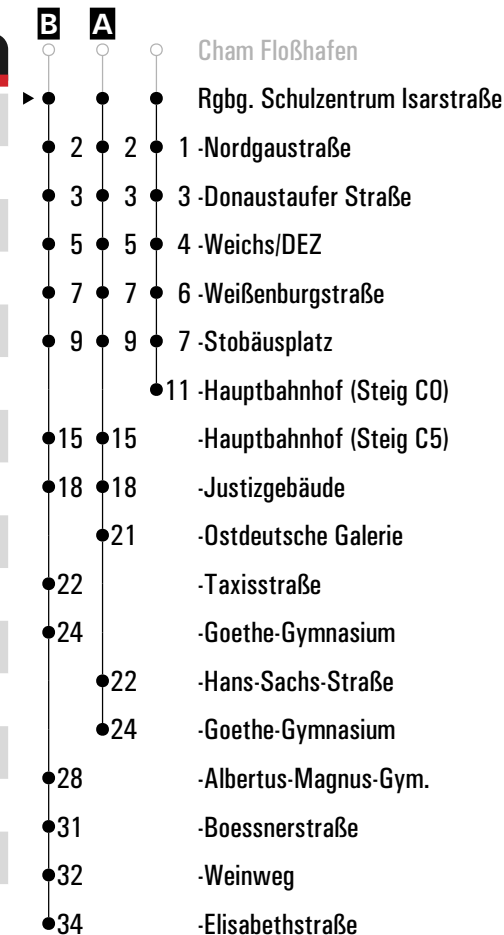 B A
Cham Floßhafen
Rgbg. Schulzentrum Isarstraße
2 2 1 -Nordgaustraße
3 3 3 -Donaustaufer Straße
5 5 4 -Weichs/DEZ
7 7 6 -Weißenburgstraße
9 9 7 -Stobäusplatz
11 -Hauptbahnhof (Steig C0)
15 15 -Hauptbahnhof (Steig C5)
18 18 -Justizgebäude
21 -Ostdeutsche Galerie
22 -Taxisstraße
24 -Goethe-Gymnasium
22 -Hans-Sachs-Straße
24 -Goethe-Gymnasium
28 -Albertus-Magnus-Gym.
31 -Boessnerstraße
32 -Weinweg
34 -Elisabethstraße